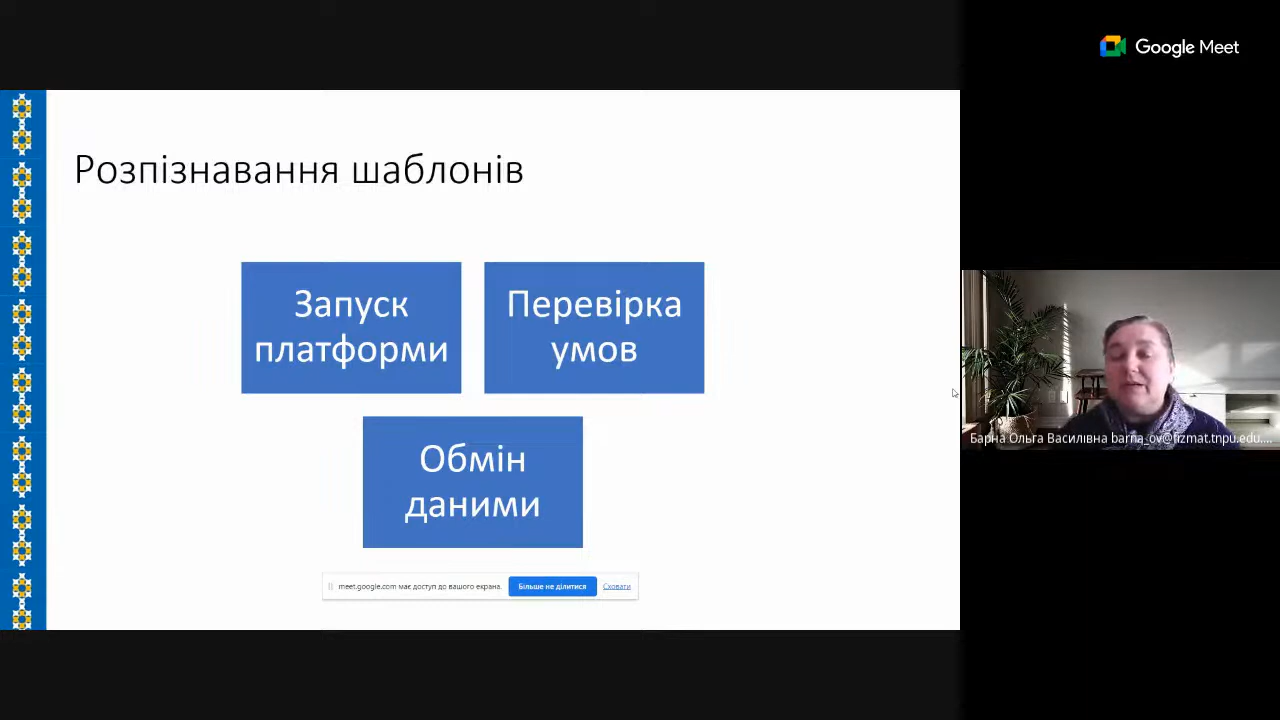 Google Meet
Розпізнавання шаблонів
Запуск
платформи
Перевірка
умов
Обмін
даними
meet.google.com має доступ до вашого екрана.
Більше не ділитися
Сховати
Барна Ольга Василівна barna_ov@fizmat.tnpu.edu....